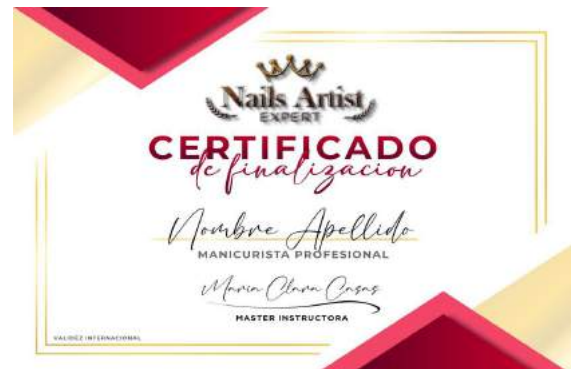 Nails Artist
EXPERT
CERTIFICADO
de finalizacion
Nombre Apellido
MANICURISTA PROFESIONAL
Maria Clara Casas
MASTER INSTRUCTORA
VALIDEZ INTERNACIONAL